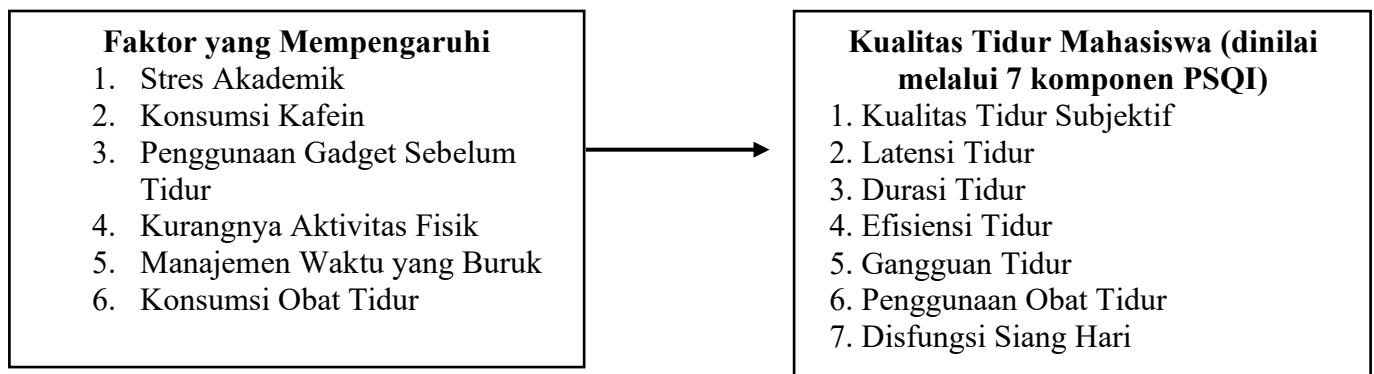 Faktor yang Mempengaruhi
1. Stres Akademik
2. Konsumsi Kafein
3. Penggunaan Gadget Sebelum
Tidur
4. Kurangnya Aktivitas Fisik
5. Manajemen Waktu yang Buruk
6. Konsumsi Obat Tidur
Kualitas Tidur Mahasiswa (dinilai
melalui 7 komponen PSQI)
1. Kualitas Tidur Subjektif
2. Latensi Tidur
3. Durasi Tidur
4. Efisiensi Tidur
5. Gangguan Tidur
6. Penggunaan Obat Tidur
7. Disfungsi Siang Hari